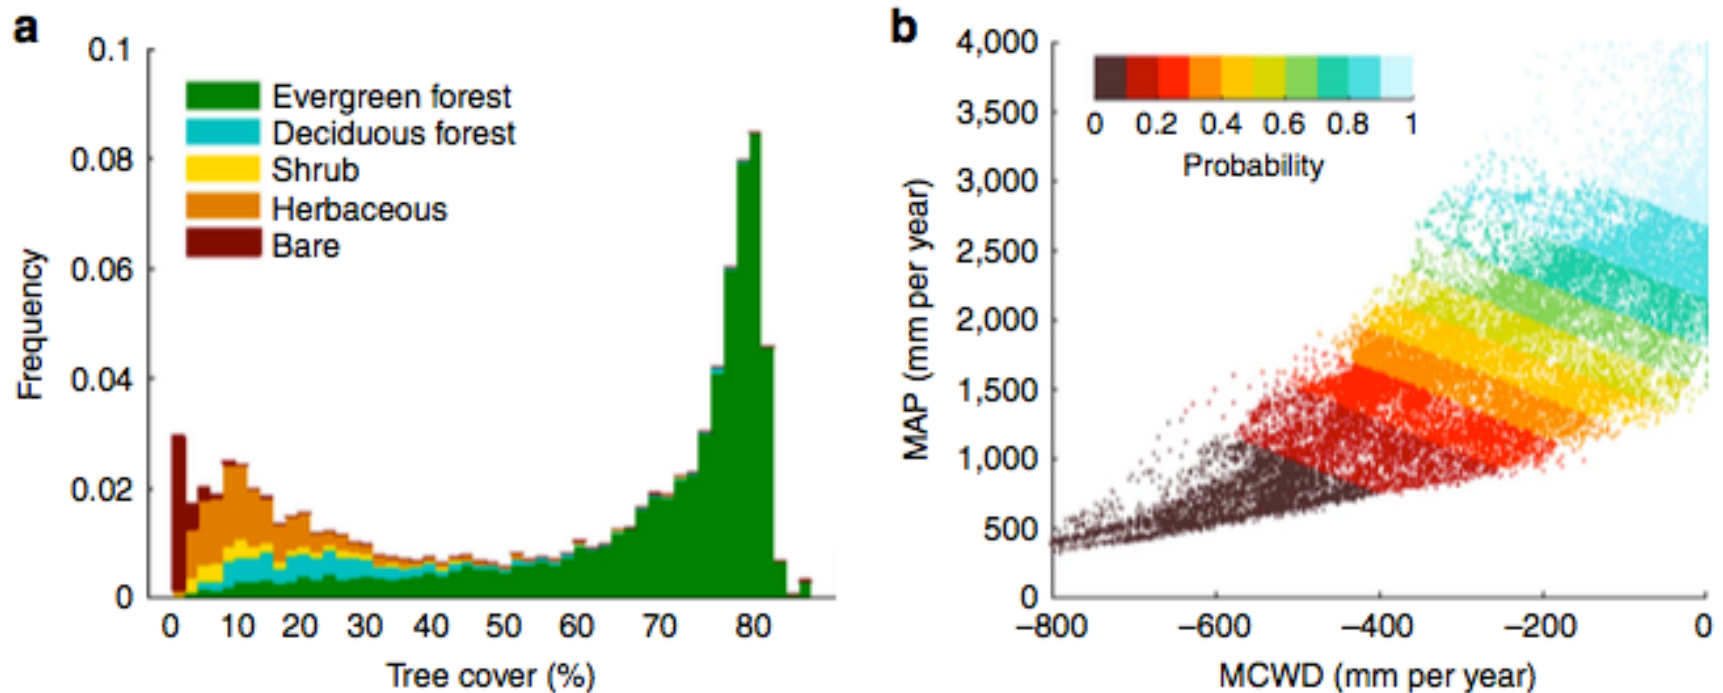 a
0.1
0.08
0.06
0.04
0.02
0
Frequency
Evergreen forest
Deciduous forest
Shrub
Herbaceous
Bare
0 10 20 30 40 50 60 70 80
Tree cover (%)
b
4,000
3,500
3,000
2,500
2,000
1,500
1,000
500
0
MAP (mm per year)
0 0.2 0.4 0.6 0.8 1
Probability
–800 –600 –400 –200 0
MCWD (mm per year)